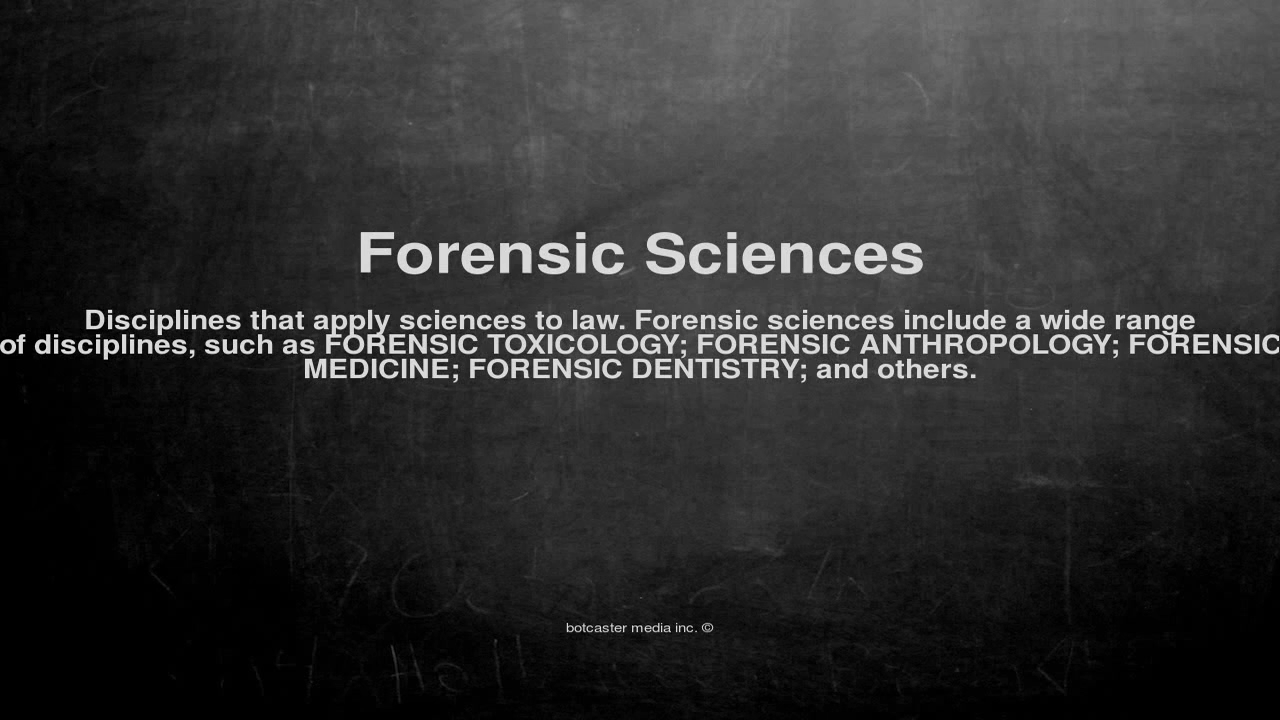 Forensic Sciences
Disciplines that apply sciences to law. Forensic sciences include a wide range
of disciplines, such as FORENSIC TOXICOLOGY; FORENSIC ANTHROPOLOGY; FORENSIC
MEDICINE; FORENSIC DENTISTRY; and others.
botcaster media inc. ©